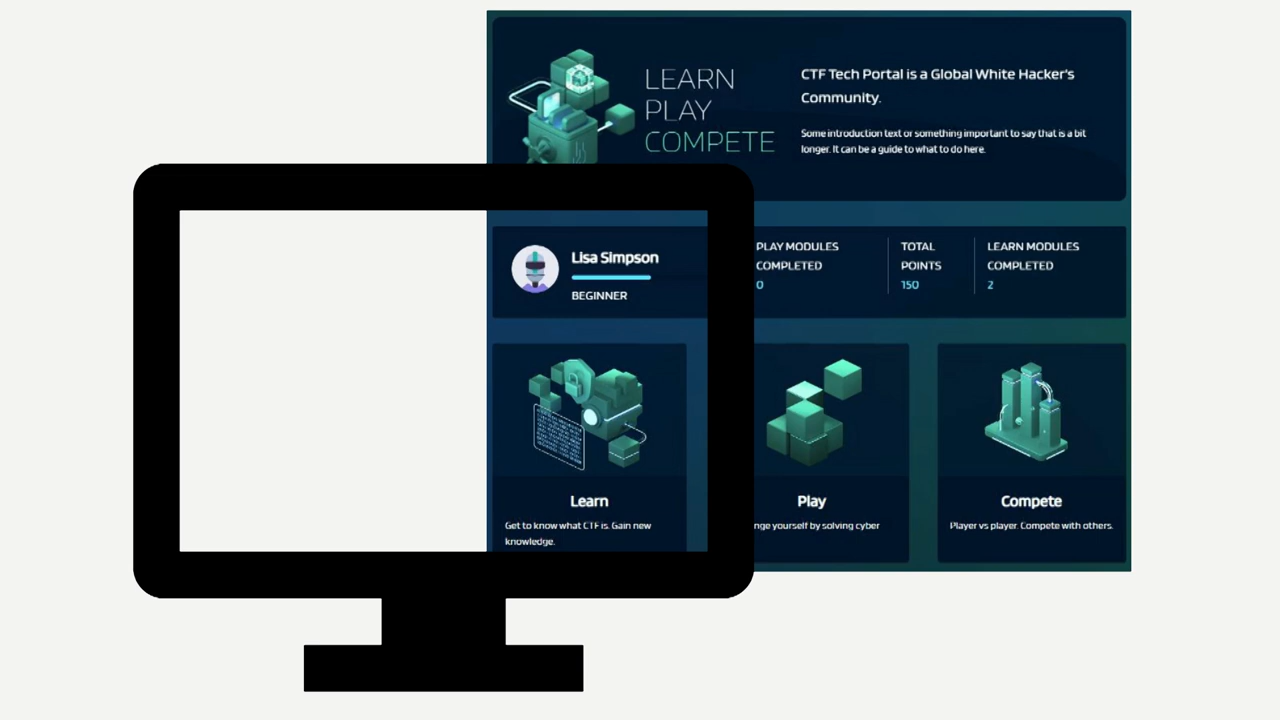 LEARN
PLAY
COMPETE
CTF Tech Portal is a Global White Hacker's
Community.
Some introduction text or something important to say that is a bit
longer. It can be a guide to what to do here.
Lisa Simpson
BEGINNER
PLAY MODULES
COMPLETED
0
TOTAL
POINTS
150
LEARN MODULES
COMPLETED
2
Learn
Get to know what CTF is. Gain new
knowledge.
Play
yourself by solving cyber
Compete
Player vs player. Compete with others.